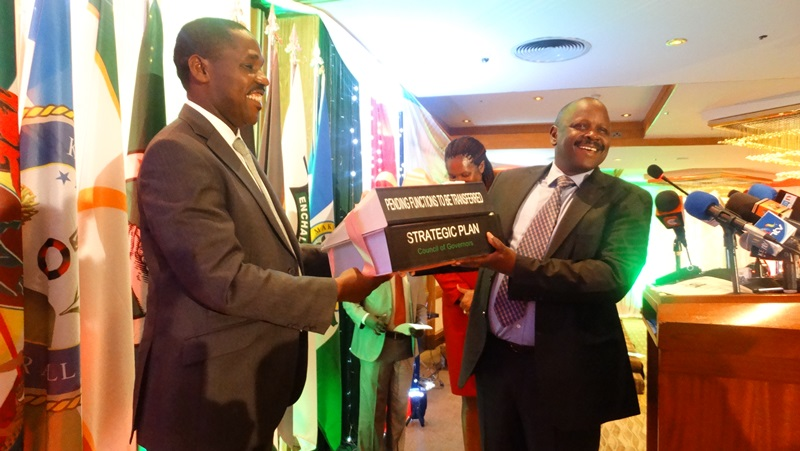 PENDING FUNCTIONS TO BE TRANSFERRED
STRATEGIC PLAN
Council of Governors